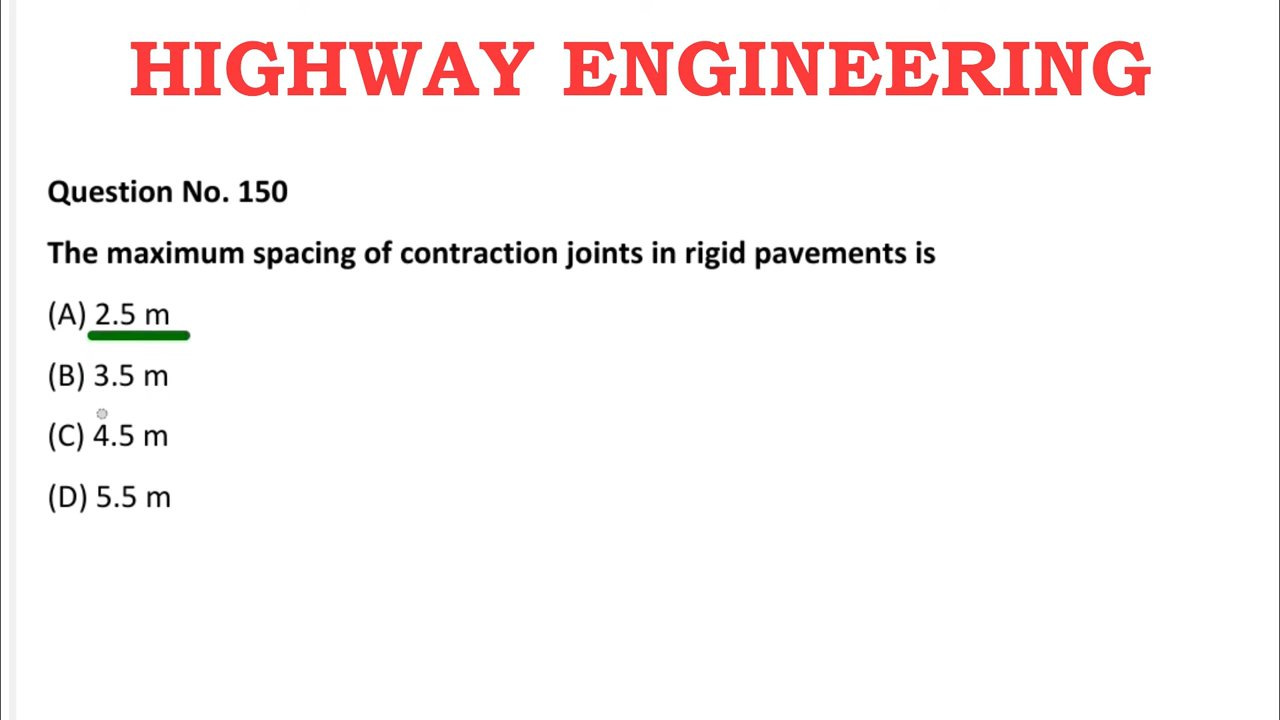 HIGHWAY ENGINEERING
Question No. 150
The maximum spacing of contraction joints in rigid pavements is
(A) 2.5 m
(B) 3.5 m
(C) 4.5 m
(D) 5.5 m